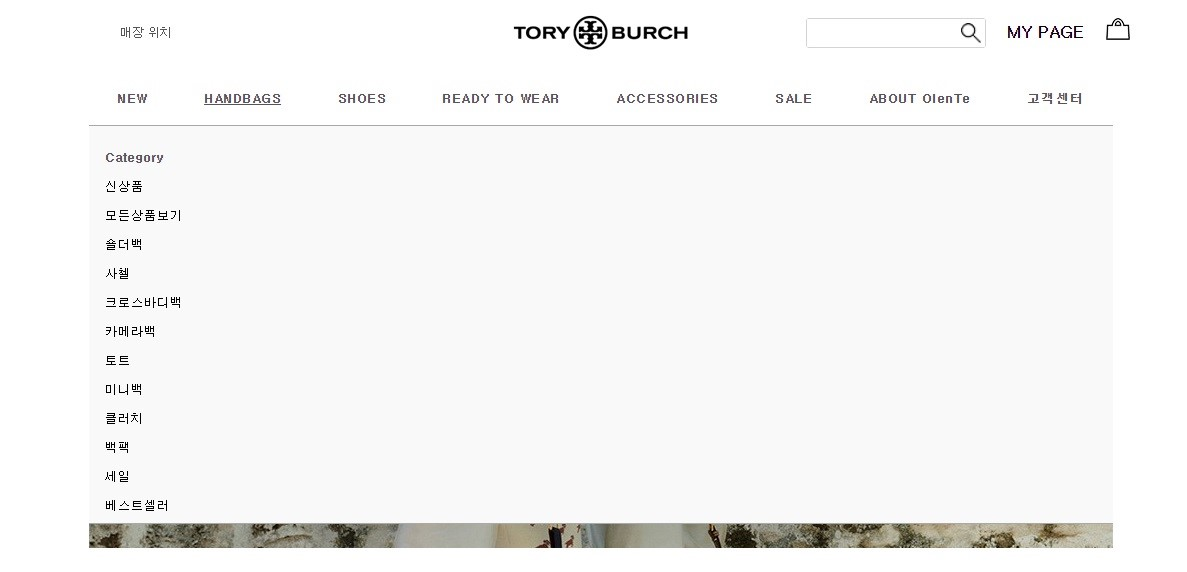 매장 위치
TORY BURCH
MY PAGE
NEW HANDBAGS SHOES READY TO WEAR ACCESSORIES SALE ABOUT OlenTe 고객센터
Category
신상품
모든상품보기
숄더백
사첼
크로스바디백
카메라백
토트
미니백
클러치
백팩
세일
베스트셀러